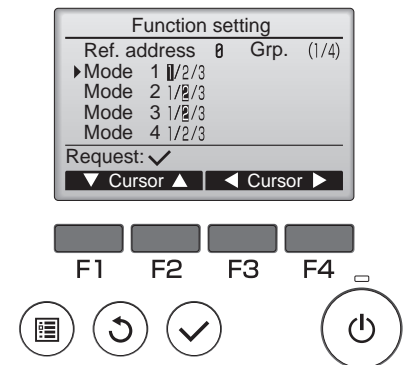 Function setting
Ref. address 0 Grp. (1/4)
Mode 1 1/2/3
Mode 2 1/2/3
Mode 3 1/2/3
Mode 4 1/2/3
Request: ✓
▼ Cursor ▲ ◀ Cursor ▶
F1 F2 F3 F4